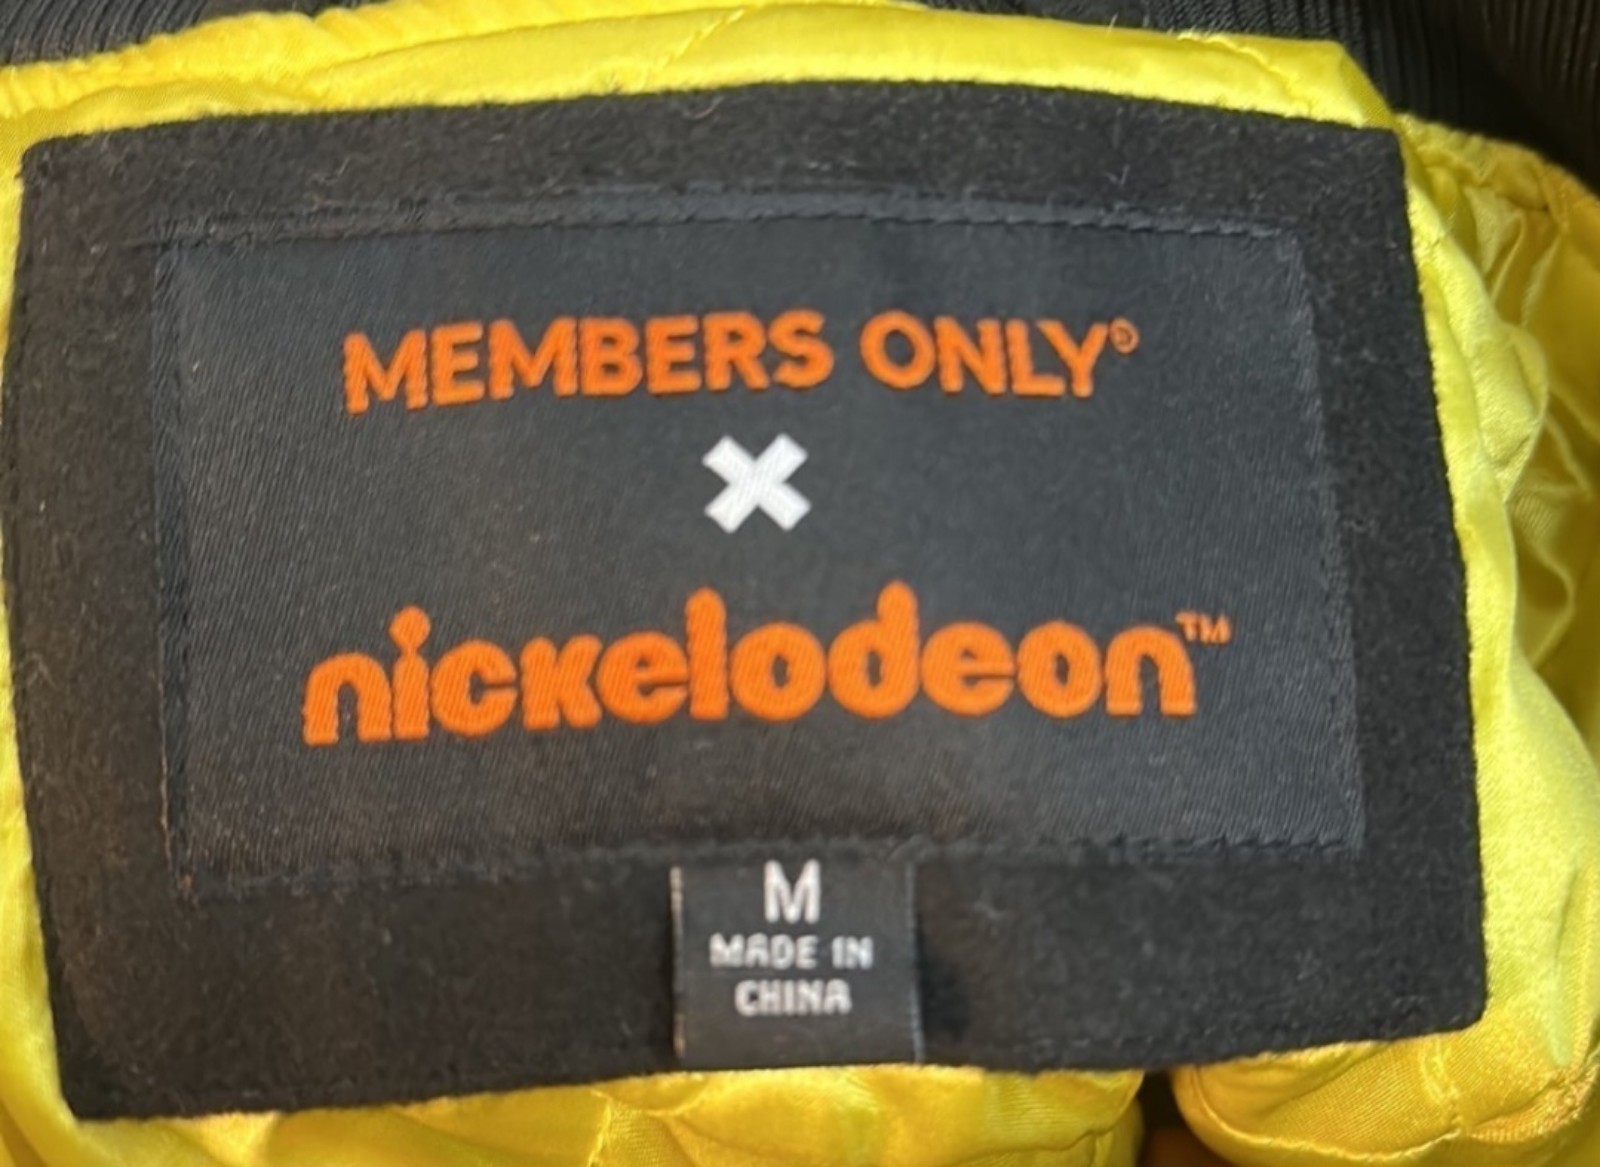 MEMBERS ONLY®
×
nickelodeon™
M
MADE IN
CHINA